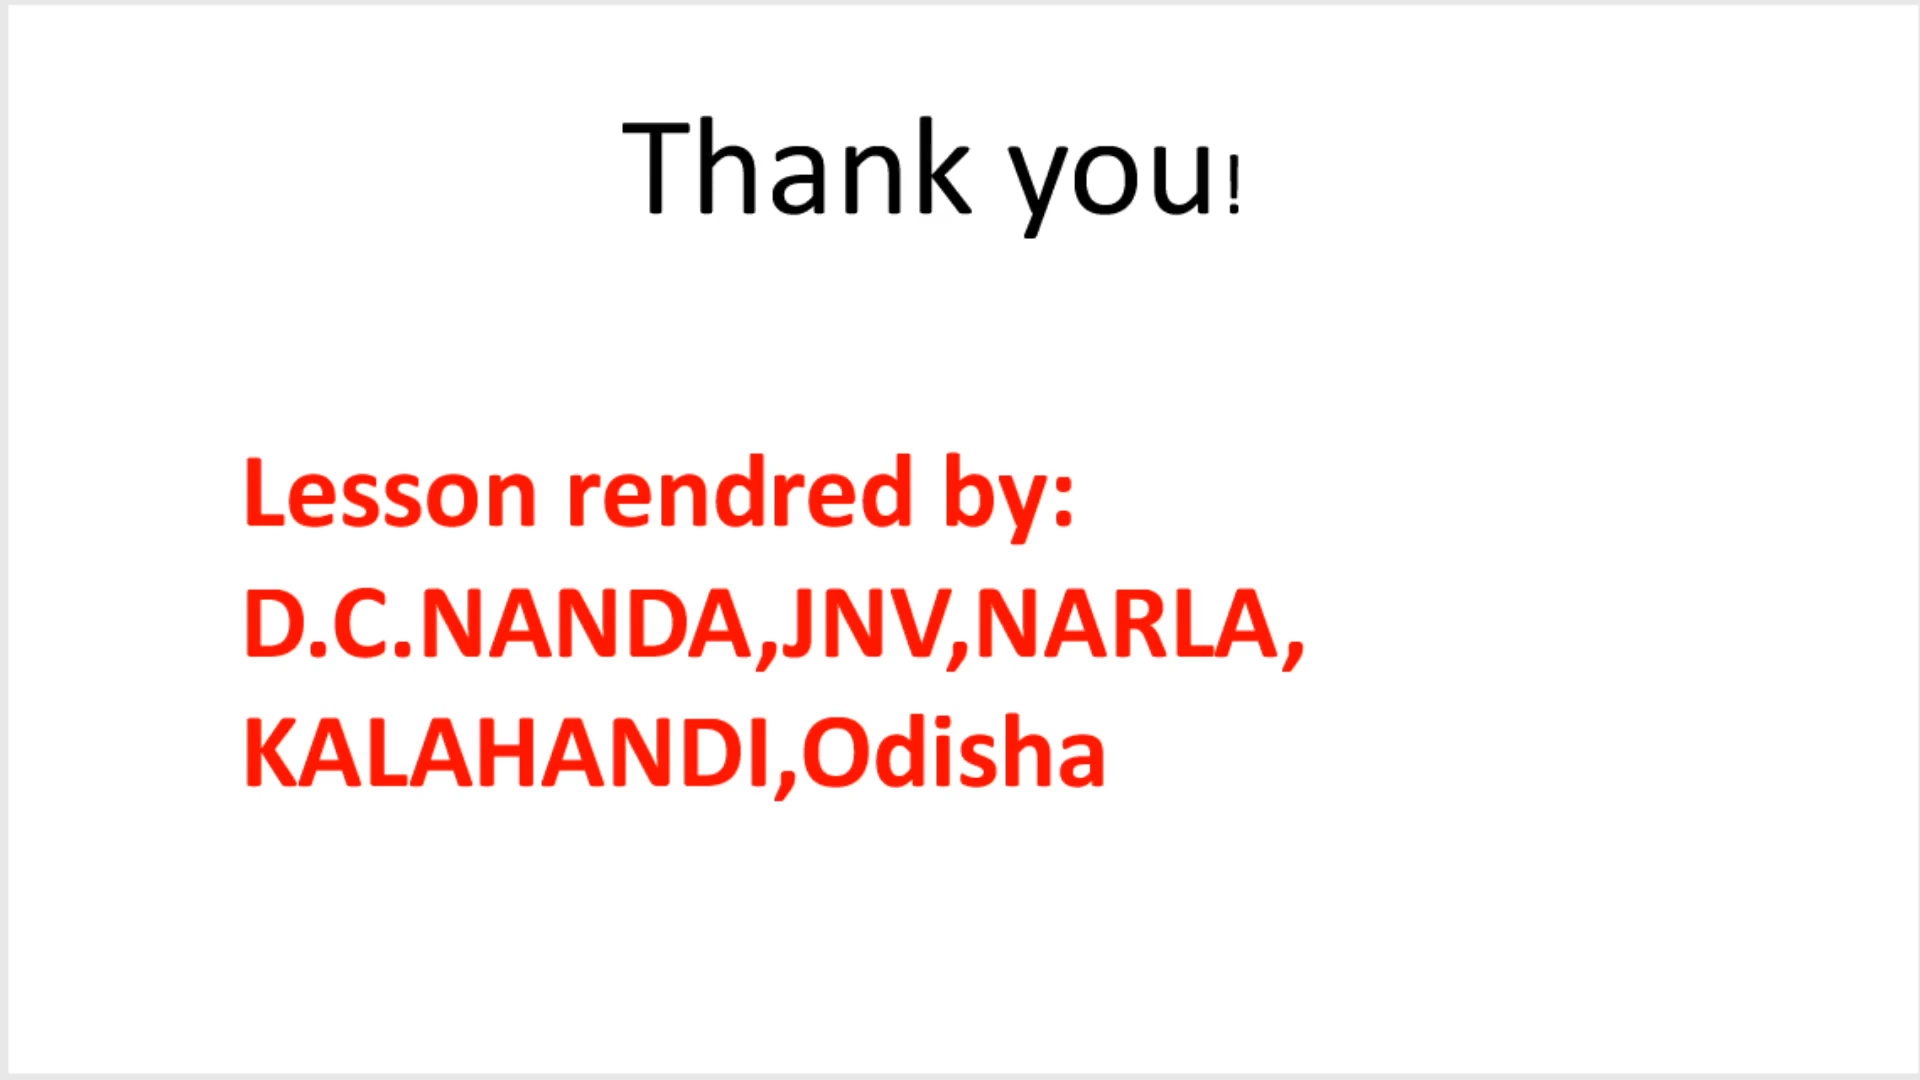 Thank you!
Lesson rendred by:
D.C.NANDA,JNV,NARLA,
KALAHANDI,Odisha